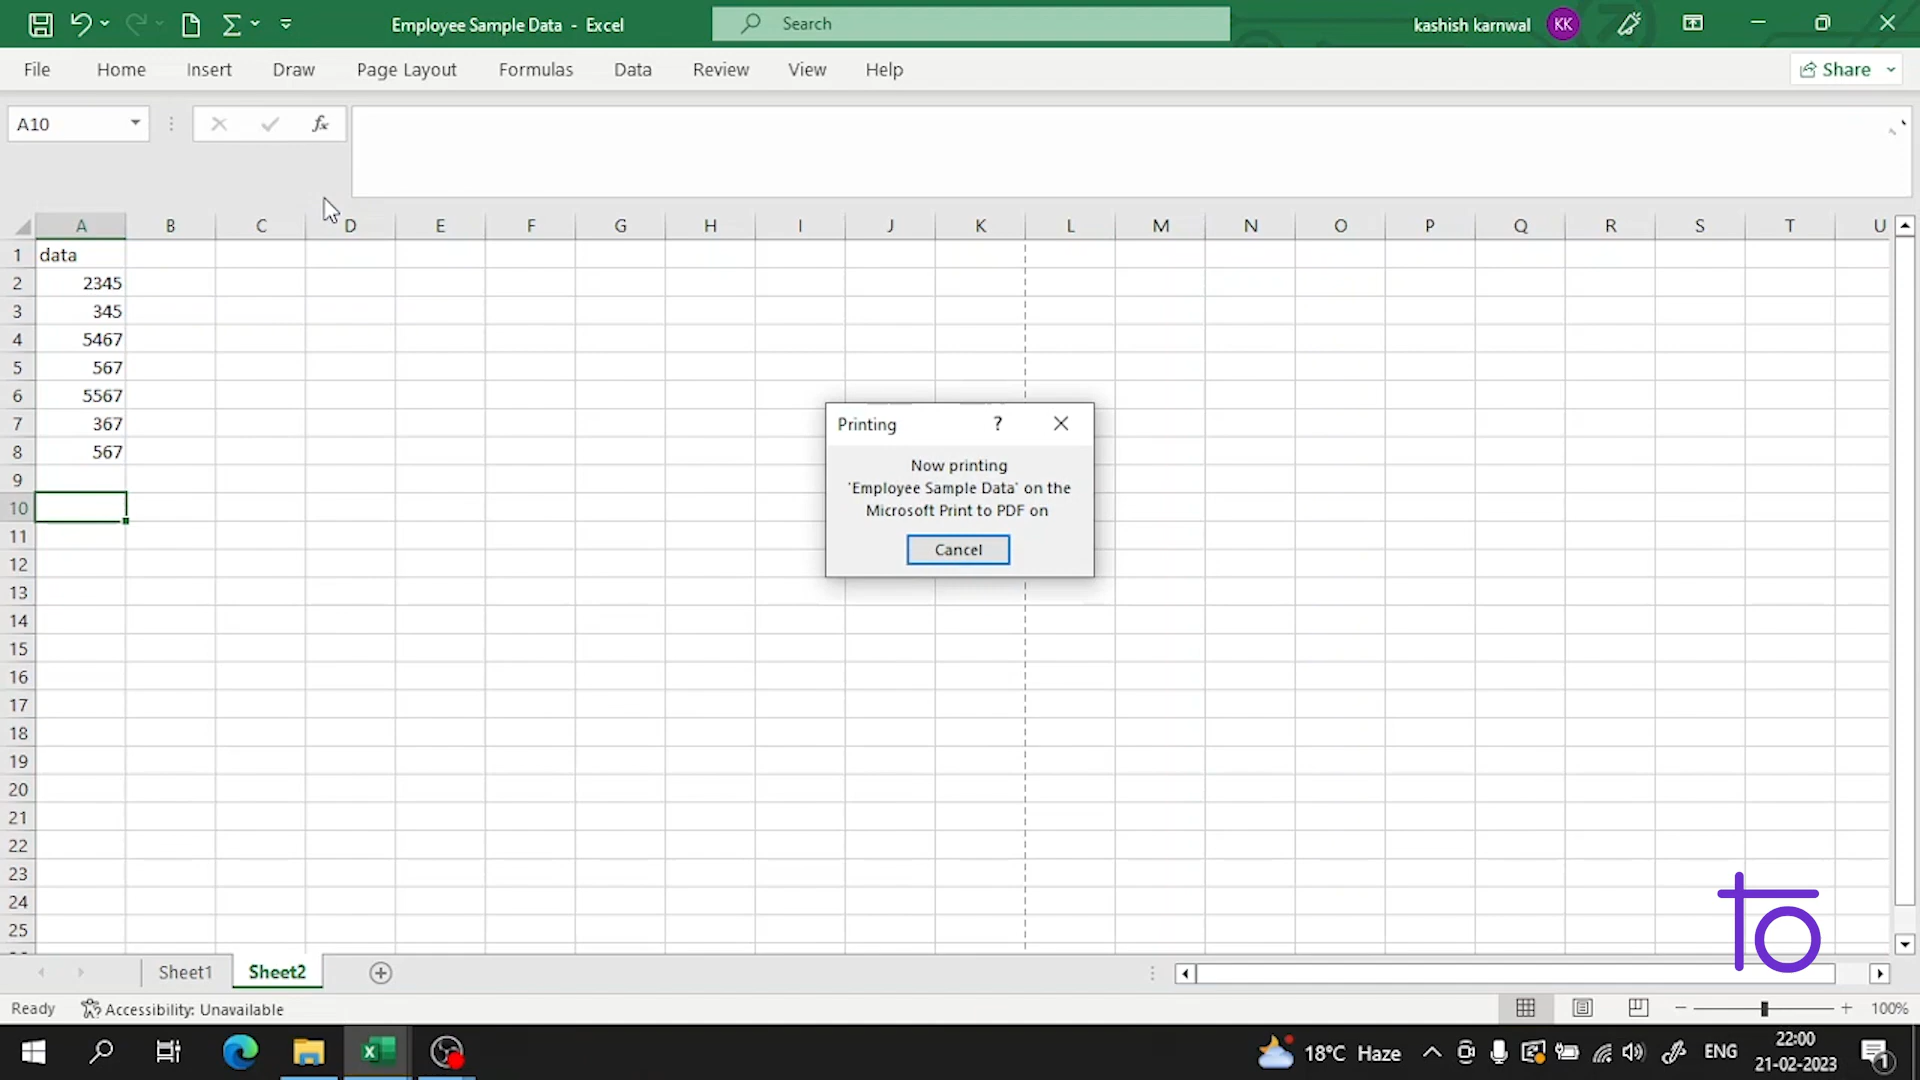 Employee Sample Data - Excel
Search
kashish karnwal KK
File Home Insert Draw Page Layout Formulas Data Review View Help Share
A10 fx
A B C D E F G H I J K L M N O P Q R S T U
1 data
2 2345
3 345
4 5467
5 567
6 5567
7 367
8 567
9
10
11
12
13
14
15
16
17
18
19
20
21
22
23
24
25
Printing ?
Now printing
'Employee Sample Data' on the
Microsoft Print to PDF on
Cancel
to
Sheet1 Sheet2
Ready Accessibility: Unavailable 100%
18°C Haze ENG 22:00
21-02-2023 1